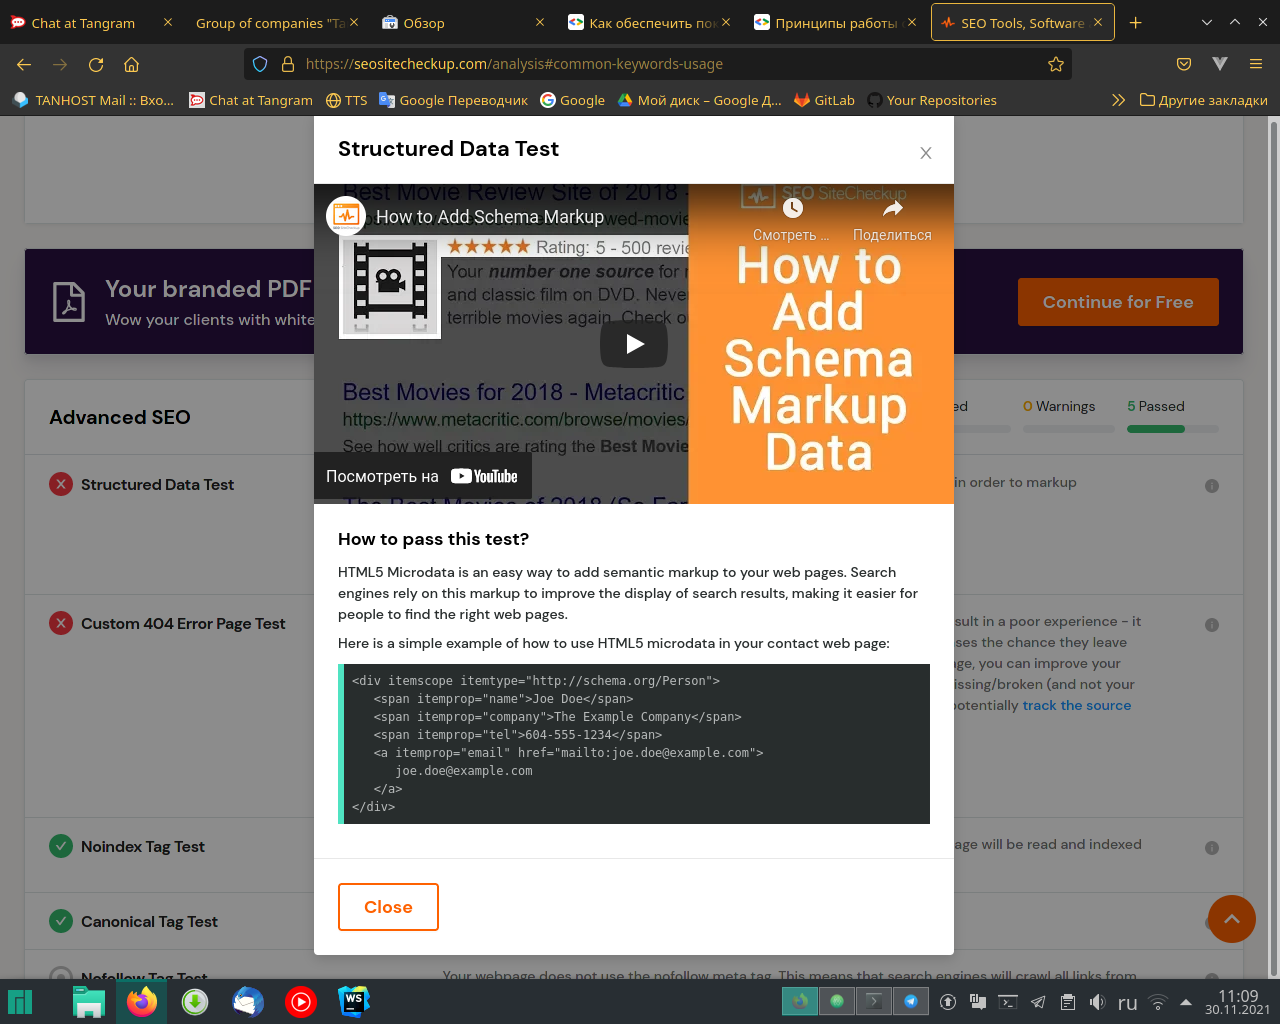 Chat at Tangram
Group of companies "Ta
Обзор
Как обеспечить по
Принципы работы
SEO Tools, Software
https://seositecheckup.com/analysis#common-keywords-usage
TANHOST Mail :: Вхо...
Chat at Tangram
TTS
Google Переводчик
Google
Мой диск – Google Д...
GitLab
Your Repositories
Другие закладки
Structured Data Test
Best Movie Review Site of 2018 -
SEO SiteCheckup
How to Add Schema Markup
Смотреть ...
Поделиться
Rating: 5 - 500 revie
Your number one source for
and classic film on DVD. Never
terrible movies again. Check
How to
Add
Schema
Markup
Data
Best Movies for 2018 - Metacritic
https://www.metacritic.com/browse/movies/
See how well critics are rating the Best Movie
Посмотреть на YouTube
The Best Movies of 2018 (So
Your branded PDF
Wow your clients with white
Continue for Free
Advanced SEO
ed
0 Warnings
5 Passed
Structured Data Test
in order to markup
How to pass this test?
HTML5 Microdata is an easy way to add semantic markup to your web pages. Search
engines rely on this markup to improve the display of search results, making it easier for
people to find the right web pages.
Here is a simple example of how to use HTML5 microdata in your contact web page:
<div itemscope itemtype="http://schema.org/Person">
<span itemprop="name">Joe Doe</span>
<span itemprop="company">The Example Company</span>
<span itemprop="tel">604-555-1234</span>
<a itemprop="email" href="mailto:joe.doe@example.com">
joe.doe@example.com
</a>
</div>
Custom 404 Error Page Test
sult in a poor experience - it
ses the chance they leave
ge, you can improve your
issing/broken (and not your
potentially track the source
Noindex Tag Test
age will be read and indexed
Canonical Tag Test
Close
Nofollow Tag Test
Your webpage does not use the nofollow meta tag. This means that search engines will crawl all links from
WS
ru
11:09
30.11.2021